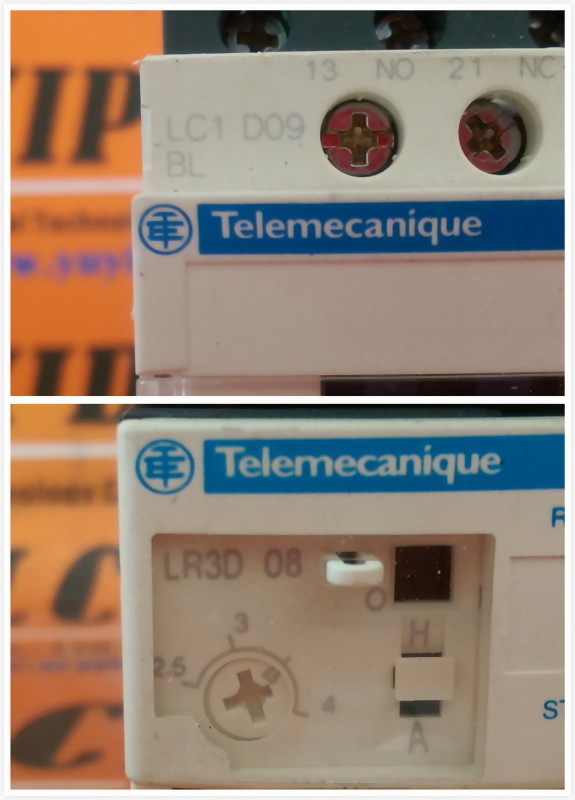 13 NO 21 NC
LC1 D09
BL
Telemecanique
Telemecanique
LR3D 08
O
3
H
2.5
4
A